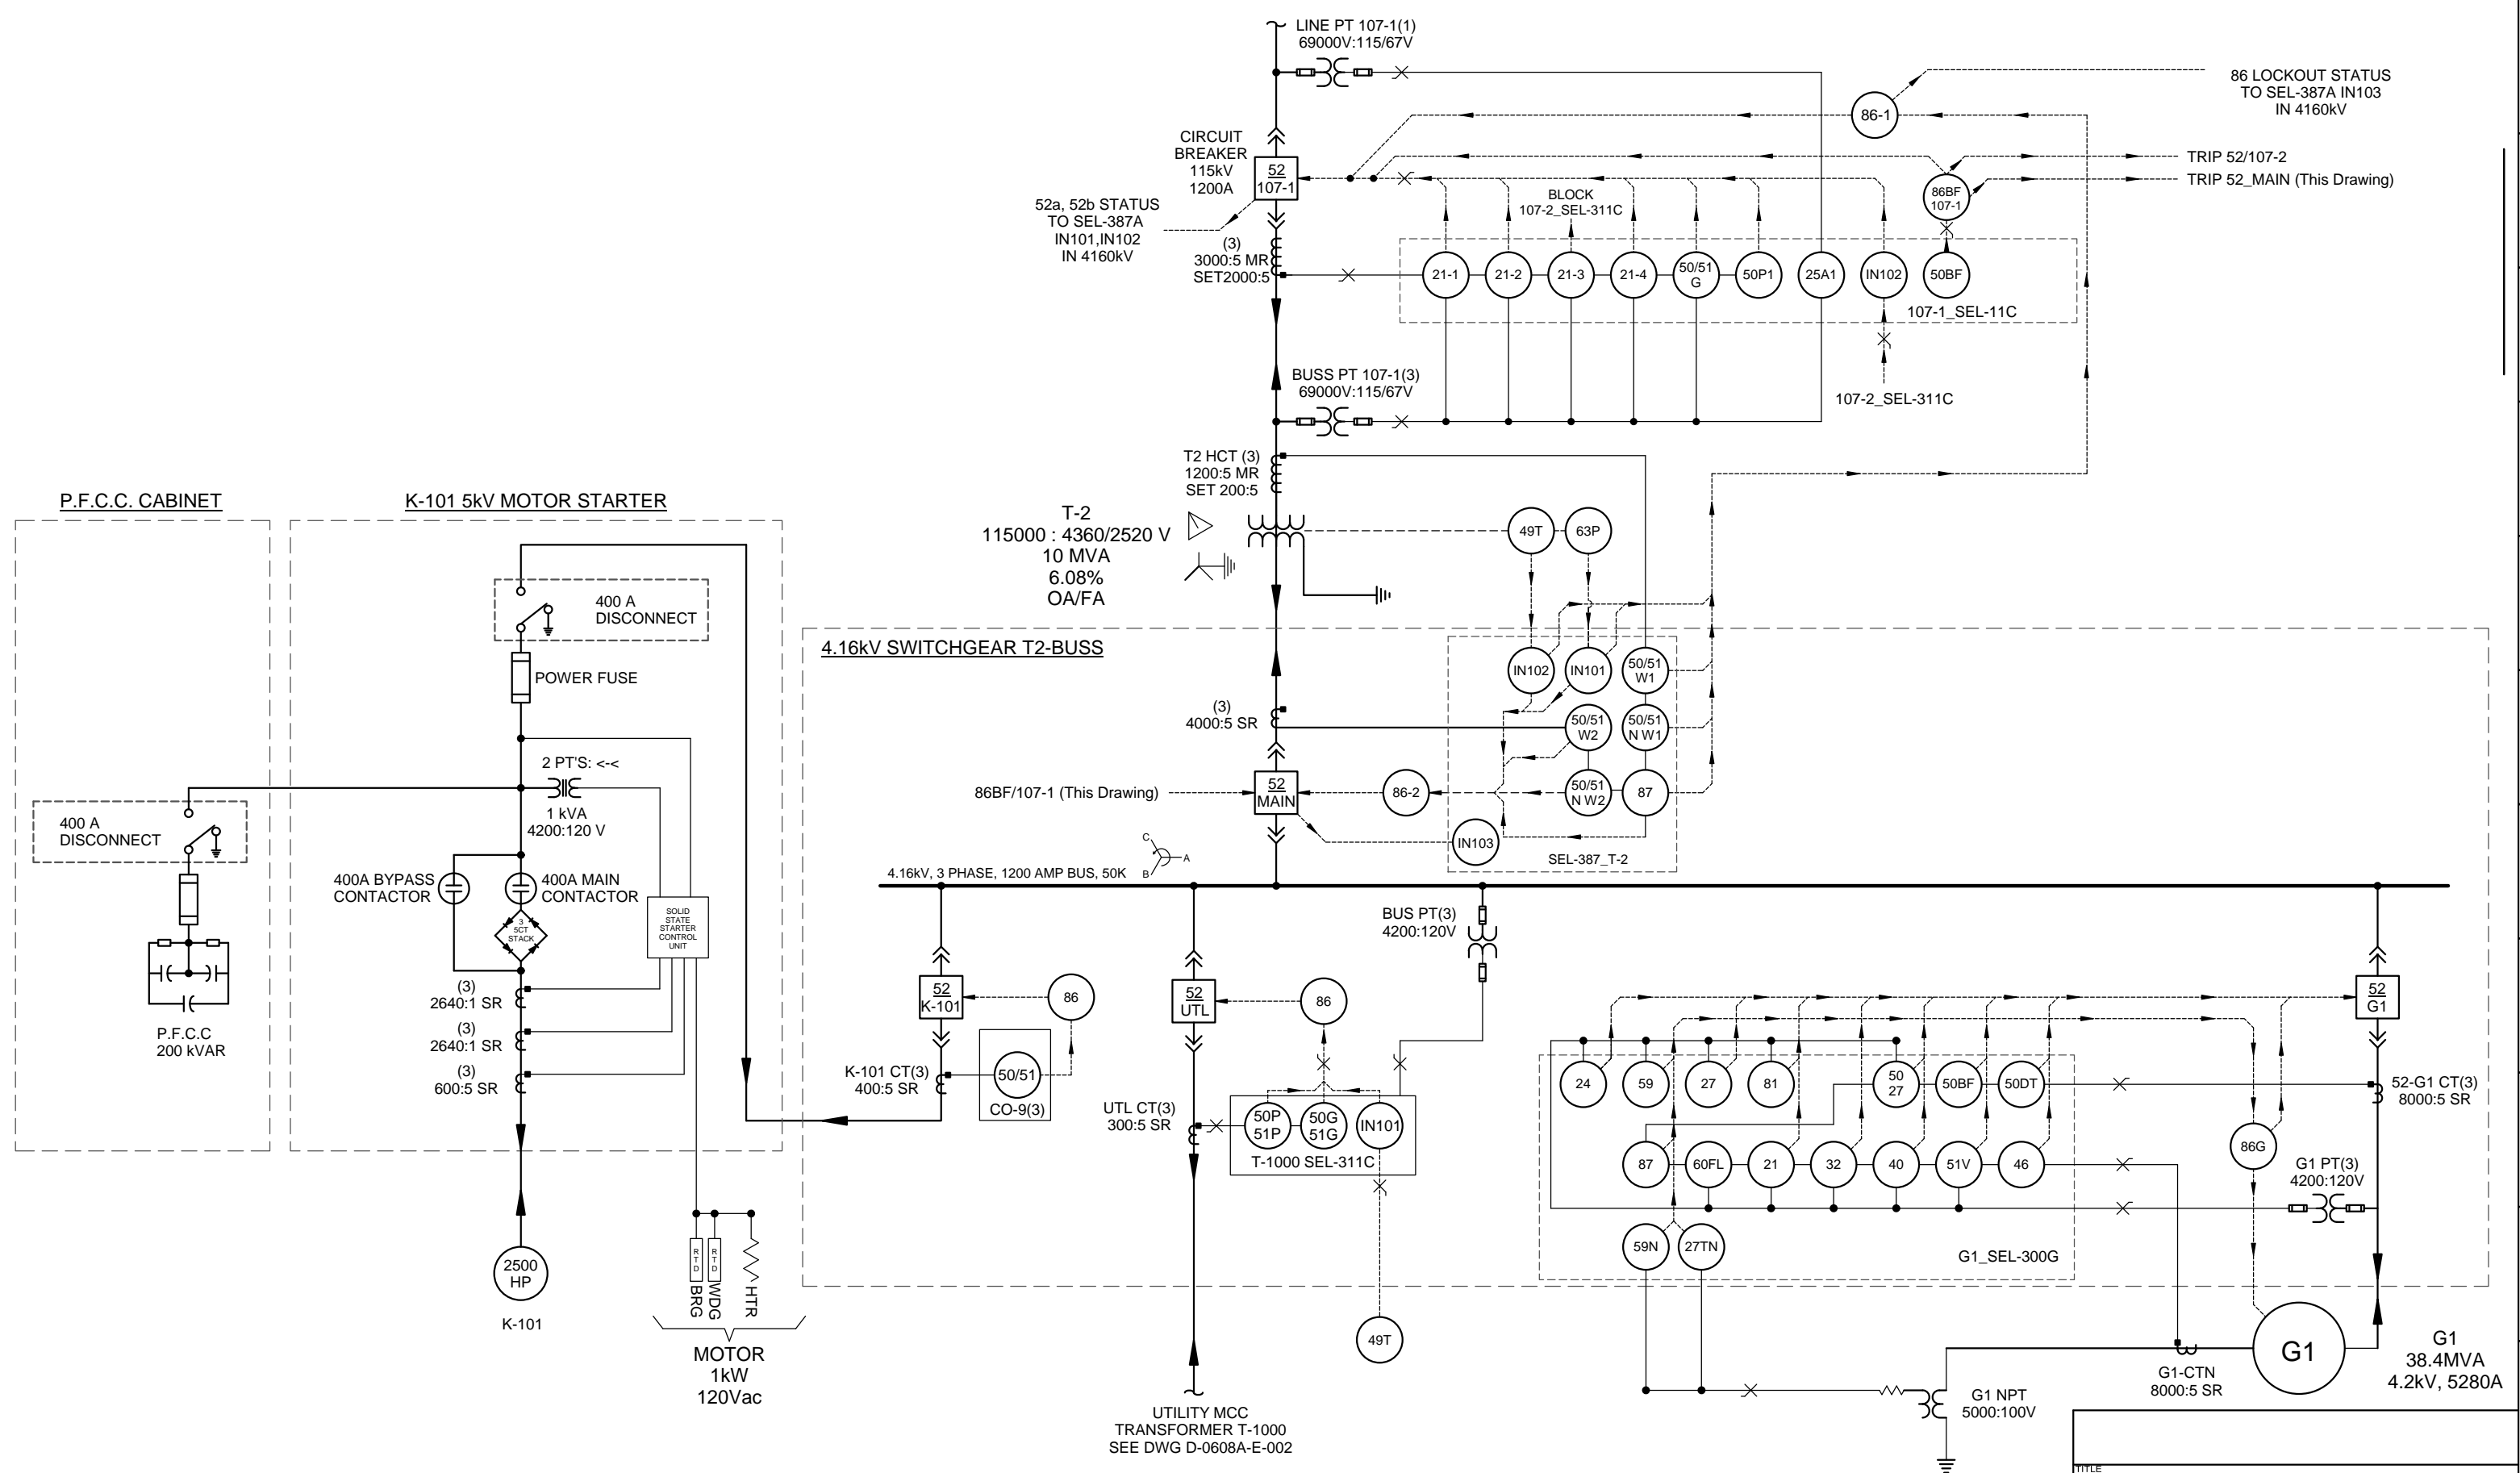 LINE PT 107-1(1)
69000V:115/67V
86 LOCKOUT STATUS
TO SEL-387A IN103
IN 4160kV
86-1
CIRCUIT
BREAKER
115kV
1200A
52
107-1
TRIP 52/107-2
TRIP 52_MAIN (This Drawing)
86BF
107-1
BLOCK
107-2_SEL-311C
52a, 52b STATUS
TO SEL-387A
IN101,IN102
IN 4160kV
(3)
3000:5 MR
SET2000:5
21-1
21-2
21-3
21-4
50/51
G
50P1
25A1
IN102
50BF
107-1_SEL-11C
107-2_SEL-311C
BUSS PT 107-1(3)
69000V:115/67V
T2 HCT (3)
1200:5 MR
SET 200:5
P.F.C.C. CABINET
K-101 5kV MOTOR STARTER
T-2
115000 : 4360/2520 V
10 MVA
6.08%
OA/FA
49T
63P
400 A
DISCONNECT
POWER FUSE
4.16kV SWITCHGEAR T2-BUSS
IN102
IN101
50/51
W1
(3)
4000:5 SR
50/51
W2
50/51
N W1
2 PT'S: <-<
1 kVA
4200:120 V
86BF/107-1 (This Drawing)
52
MAIN
86-2
50/51
N W2
87
IN103
SEL-387_T-2
400 A
DISCONNECT
C
A
B
4.16kV, 3 PHASE, 1200 AMP BUS, 50K
400A BYPASS
CONTACTOR
400A MAIN
CONTACTOR
3
5CT
STACK
SOLID
STATE
STARTER
CONTROL
UNIT
BUS PT(3)
4200:120V
(3)
2640:1 SR
(3)
2640:1 SR
(3)
600:5 SR
P.F.C.C
200 kVAR
52
K-101
86
52
UTL
86
52
G1
K-101 CT(3)
400:5 SR
50/51
CO-9(3)
UTL CT(3)
300:5 SR
50P
51P
50G
51G
IN101
T-1000 SEL-311C
24
59
27
81
50
27
50BF
50DT
52-G1 CT(3)
8000:5 SR
87
60FL
21
32
40
51V
46
86G
G1 PT(3)
4200:120V
59N
27TN
G1_SEL-300G
2500
HP
K-101
RTD
RTD
BRG
WDG
HTR
MOTOR
1kW
120Vac
49T
G1
G1
38.4MVA
4.2kV, 5280A
G1-CTN
8000:5 SR
G1 NPT
5000:100V
UTILITY MCC
TRANSFORMER T-1000
SEE DWG D-0608A-E-002
TITLE